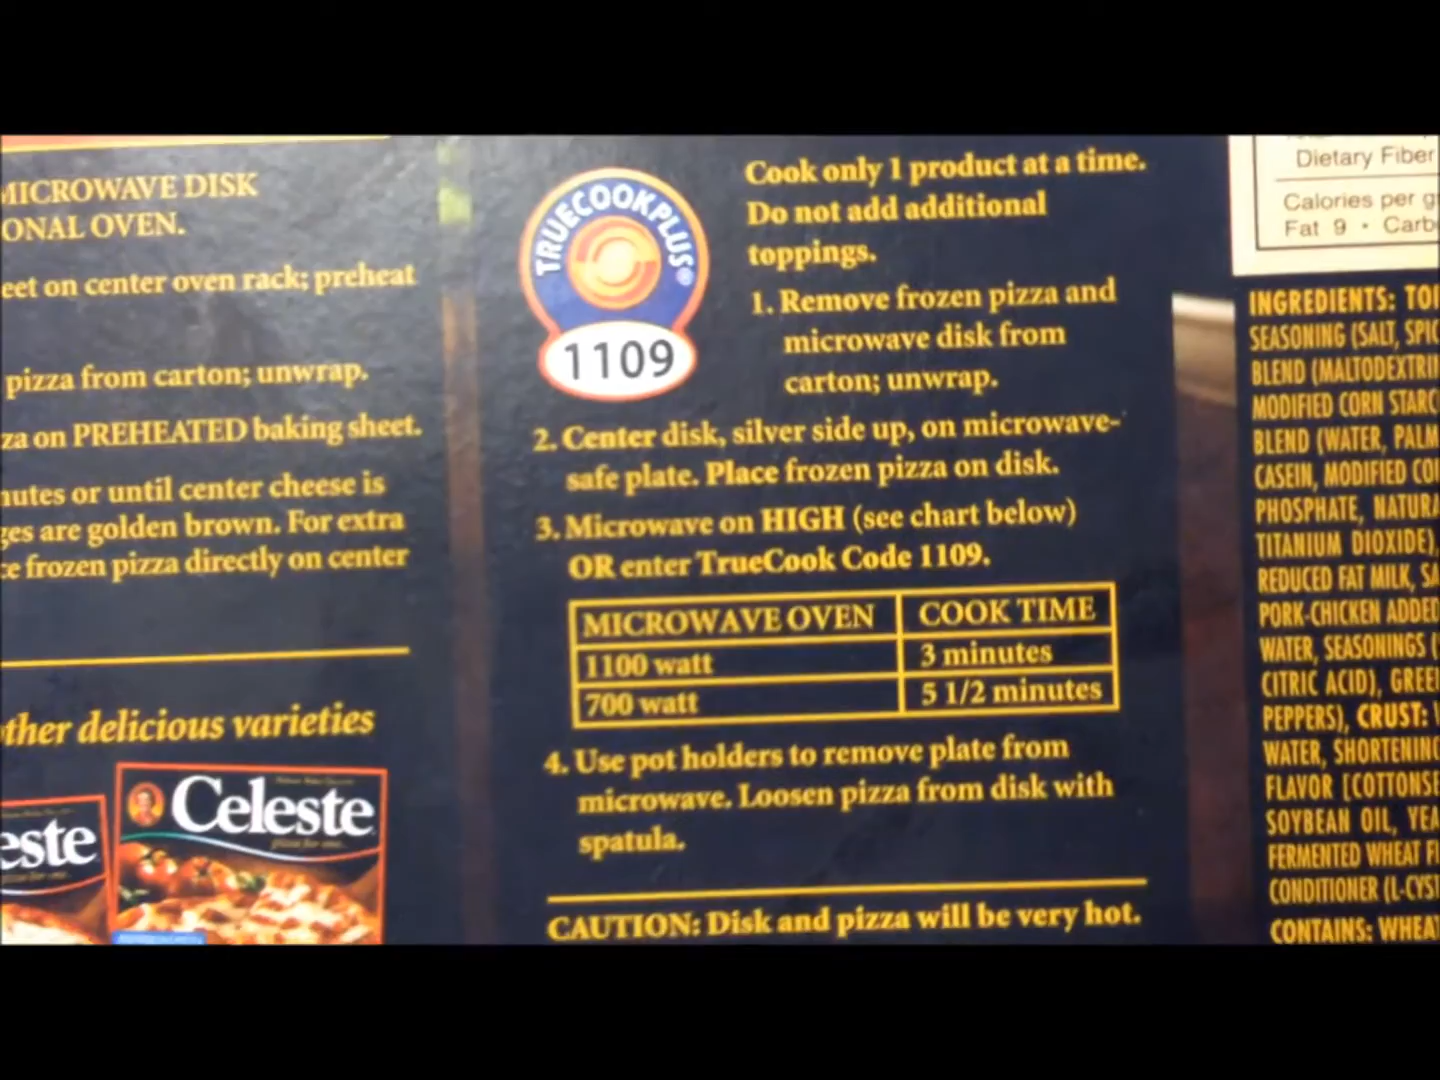 MICROWAVE DISK
ONAL OVEN.
eet on center oven rack; preheat
pizza from carton; unwrap.
za on PREHEATED baking sheet.
nutes or until center cheese is
ges are golden brown. For extra
ce frozen pizza directly on center
ther delicious varieties
este
Celeste
pizza for one
TRUECOOKPLUS®
1109
Cook only 1 product at a time.
Do not add additional
toppings.
1. Remove frozen pizza and
microwave disk from
carton; unwrap.
2. Center disk, silver side up, on microwave-
safe plate. Place frozen pizza on disk.
3. Microwave on HIGH (see chart below)
OR enter TrueCook Code 1109.
MICROWAVE OVEN COOK TIME
1100 watt 3 minutes
700 watt 5 1/2 minutes
4. Use pot holders to remove plate from
microwave. Loosen pizza from disk with
spatula.
CAUTION: Disk and pizza will be very hot.
Dietary Fiber
Calories per g
Fat 9 • Carb
INGREDIENTS: TO
SEASONING (SALT, SPIC
BLEND (MALTODEXTRI
MODIFIED CORN STARC
BLEND (WATER, PALM
CASEIN, MODIFIED CO
PHOSPHATE, NATURA
TITANIUM DIOXIDE),
REDUCED FAT MILK, SA
PORK-CHICKEN ADDED
WATER, SEASONINGS (
CITRIC ACID), GREE
PEPPERS), CRUST:
WATER, SHORTENING
FLAVOR [COTTONSE
SOYBEAN OIL, YEA
FERMENTED WHEAT F
CONDITIONER (L-CYS
CONTAINS: WHEA